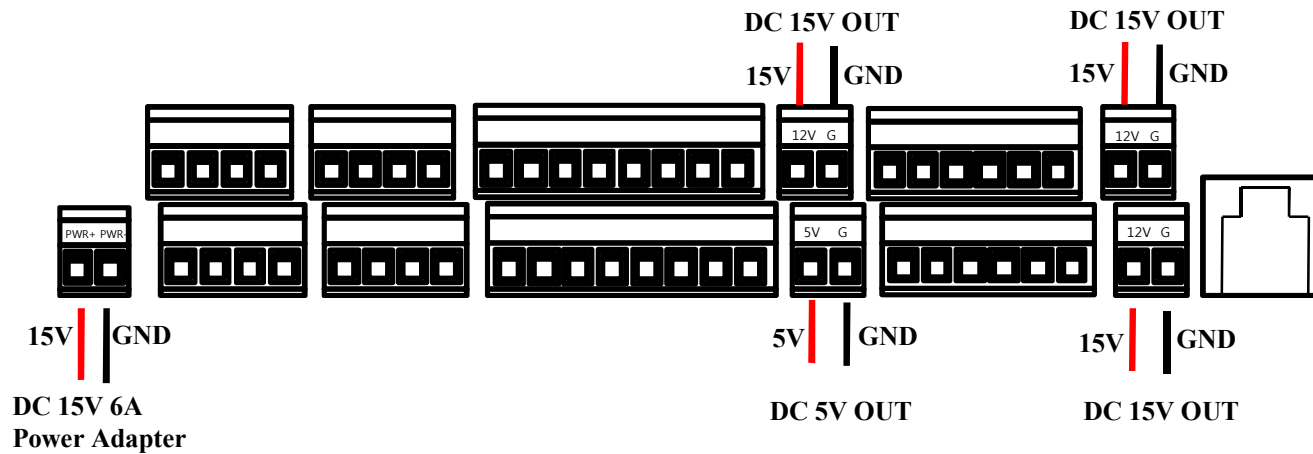 DC 15V OUT
DC 15V OUT
15V GND
15V GND
12V G
12V G
PWR+ PWR-
5V G
12V G
15V GND
5V GND
15V GND
DC 15V 6A
Power Adapter
DC 5V OUT
DC 15V OUT